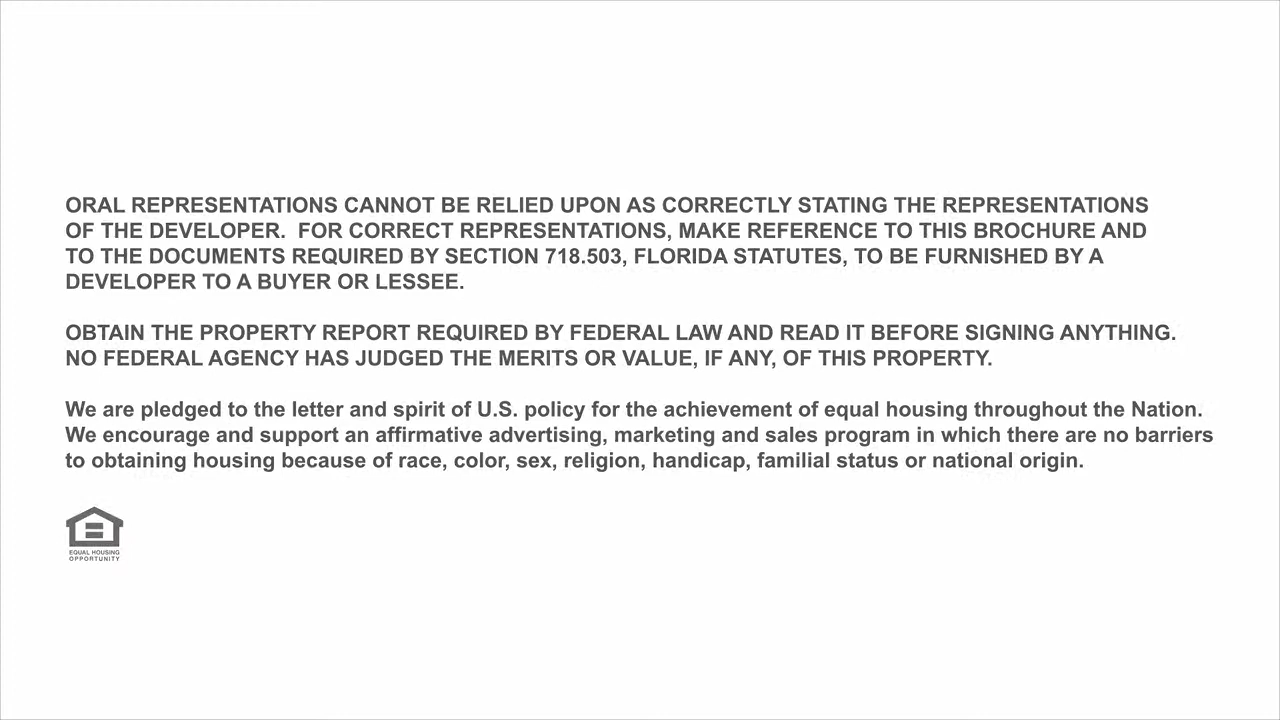 ORAL REPRESENTATIONS CANNOT BE RELIED UPON AS CORRECTLY STATING THE REPRESENTATIONS
OF THE DEVELOPER.  FOR CORRECT REPRESENTATIONS, MAKE REFERENCE TO THIS BROCHURE AND
TO THE DOCUMENTS REQUIRED BY SECTION 718.503, FLORIDA STATUTES, TO BE FURNISHED BY A
DEVELOPER TO A BUYER OR LESSEE.
OBTAIN THE PROPERTY REPORT REQUIRED BY FEDERAL LAW AND READ IT BEFORE SIGNING ANYTHING.
NO FEDERAL AGENCY HAS JUDGED THE MERITS OR VALUE, IF ANY, OF THIS PROPERTY.
We are pledged to the letter and spirit of U.S. policy for the achievement of equal housing throughout the Nation.
We encourage and support an affirmative advertising, marketing and sales program in which there are no barriers
to obtaining housing because of race, color, sex, religion, handicap, familial status or national origin.
EQUAL HOUSING
OPPORTUNITY